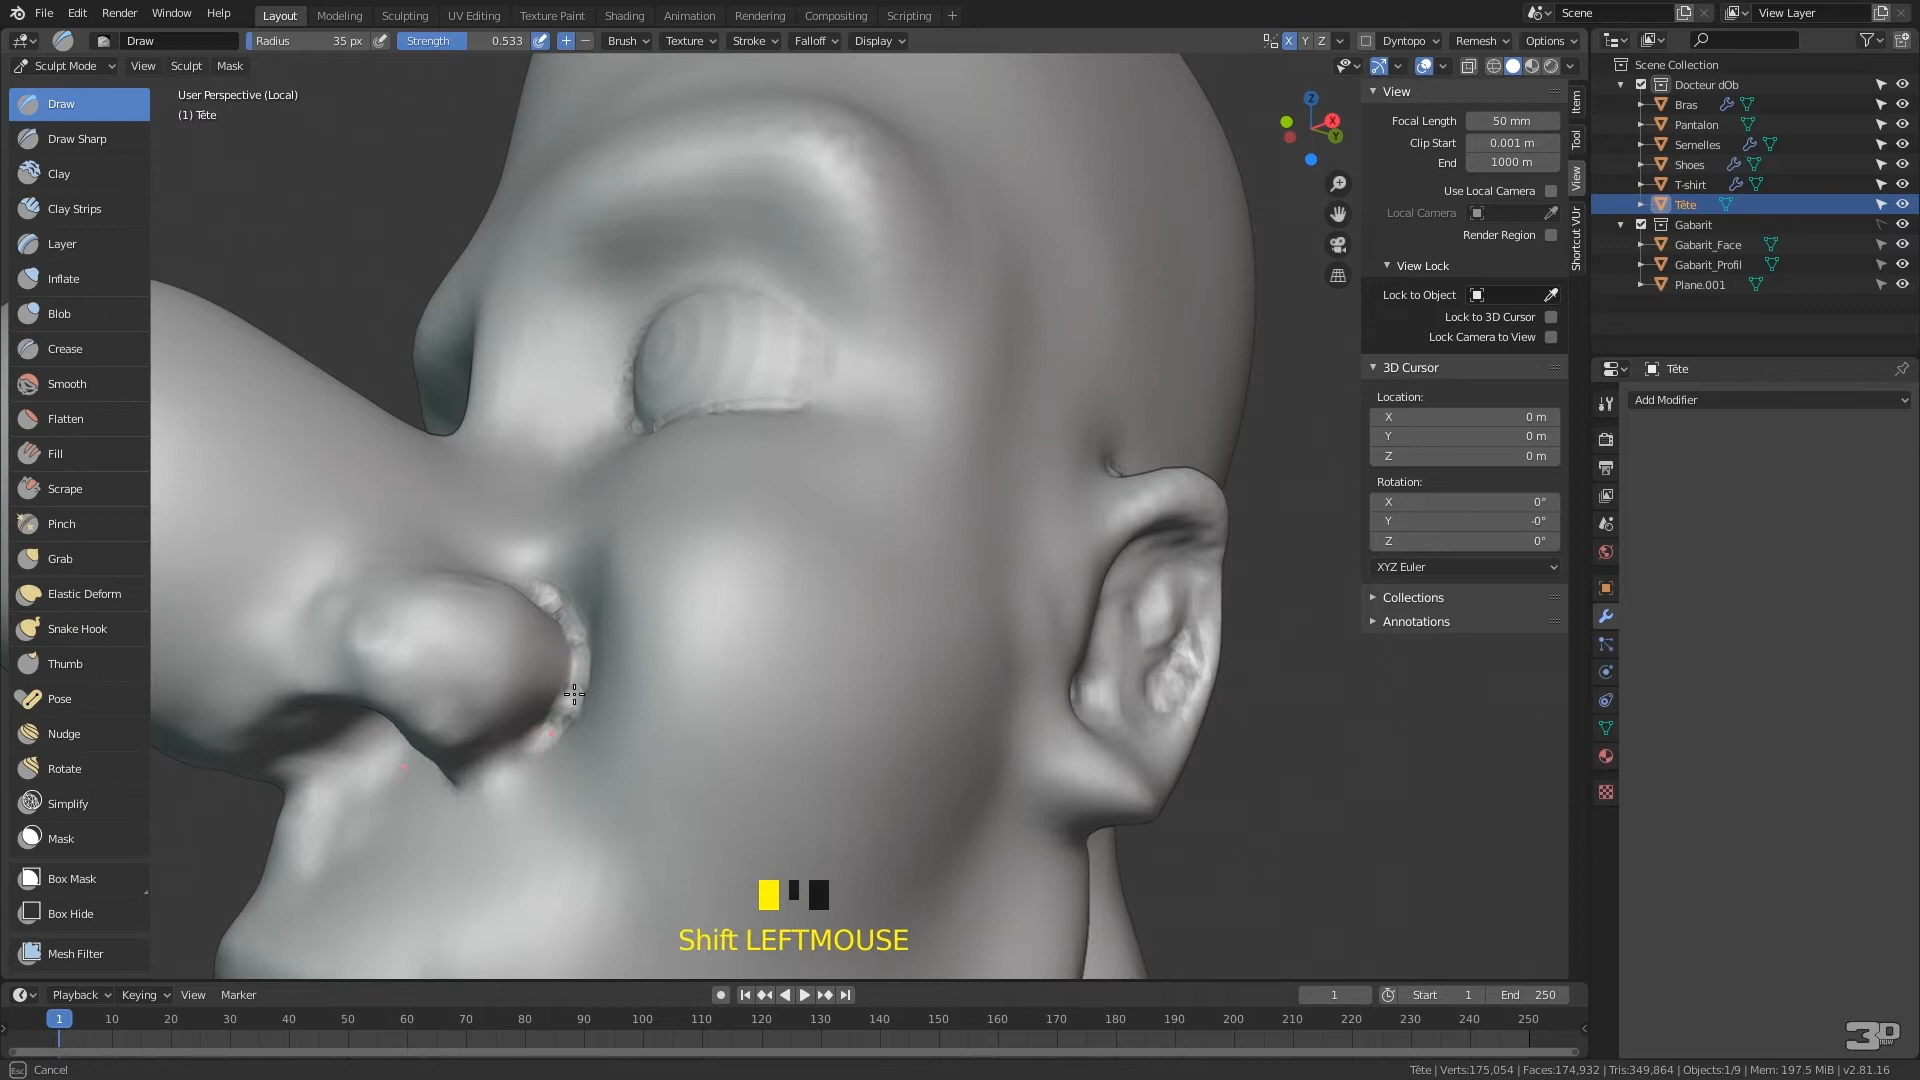 File Edit Render Window Help Layout Modeling Sculpting UV Editing Texture Paint Shading Animation Rendering Compositing Scripting Scene View Layer
Draw Radius 35 px Strength 0.533 Brush Texture Stroke Falloff Display X Y Z Dyntopo Remesh Options
Sculpt Mode View Sculpt Mask
Scene Collection
Docteur dOb
Bras
Pantalon
Semelles
Shoes
T-shirt
Tête
Gabarit
Gabarit_Face
Gabarit_Profil
Plane.001
Draw
Draw Sharp
Clay
Clay Strips
Layer
Inflate
Blob
Crease
Smooth
Flatten
Fill
Scrape
Pinch
Grab
Elastic Deform
Snake Hook
Thumb
Pose
Nudge
Rotate
Simplify
Mask
Box Mask
Box Hide
Mesh Filter
User Perspective (Local)
(1) Tête
Z
X
Y
View
Focal Length 50 mm
Clip Start 0.001 m
End 1000 m
Use Local Camera
Local Camera
Render Region
View Lock
Lock to Object
Lock to 3D Cursor
Lock Camera to View
3D Cursor
Location:
X 0 m
Y 0 m
Z 0 m
Rotation:
X 0°
Y -0°
Z 0°
XYZ Euler
Collections
Annotations
Item
Tool
View
Shortcut VUr
Tête
Add Modifier
Shift LEFTMOUSE
Playback Keying View Marker 1 Start 1 End 250
1 10 20 30 40 50 60 70 80 90 100 110 120 130 140 150 160 170 180 190 200 210 220 230 240 250
3D
now
Esc Cancel
Tête | Verts:175,054 | Faces:174,932 | Tris:349,864 | Objects:1/9 | Mem: 197.5 MiB | v2.81.16